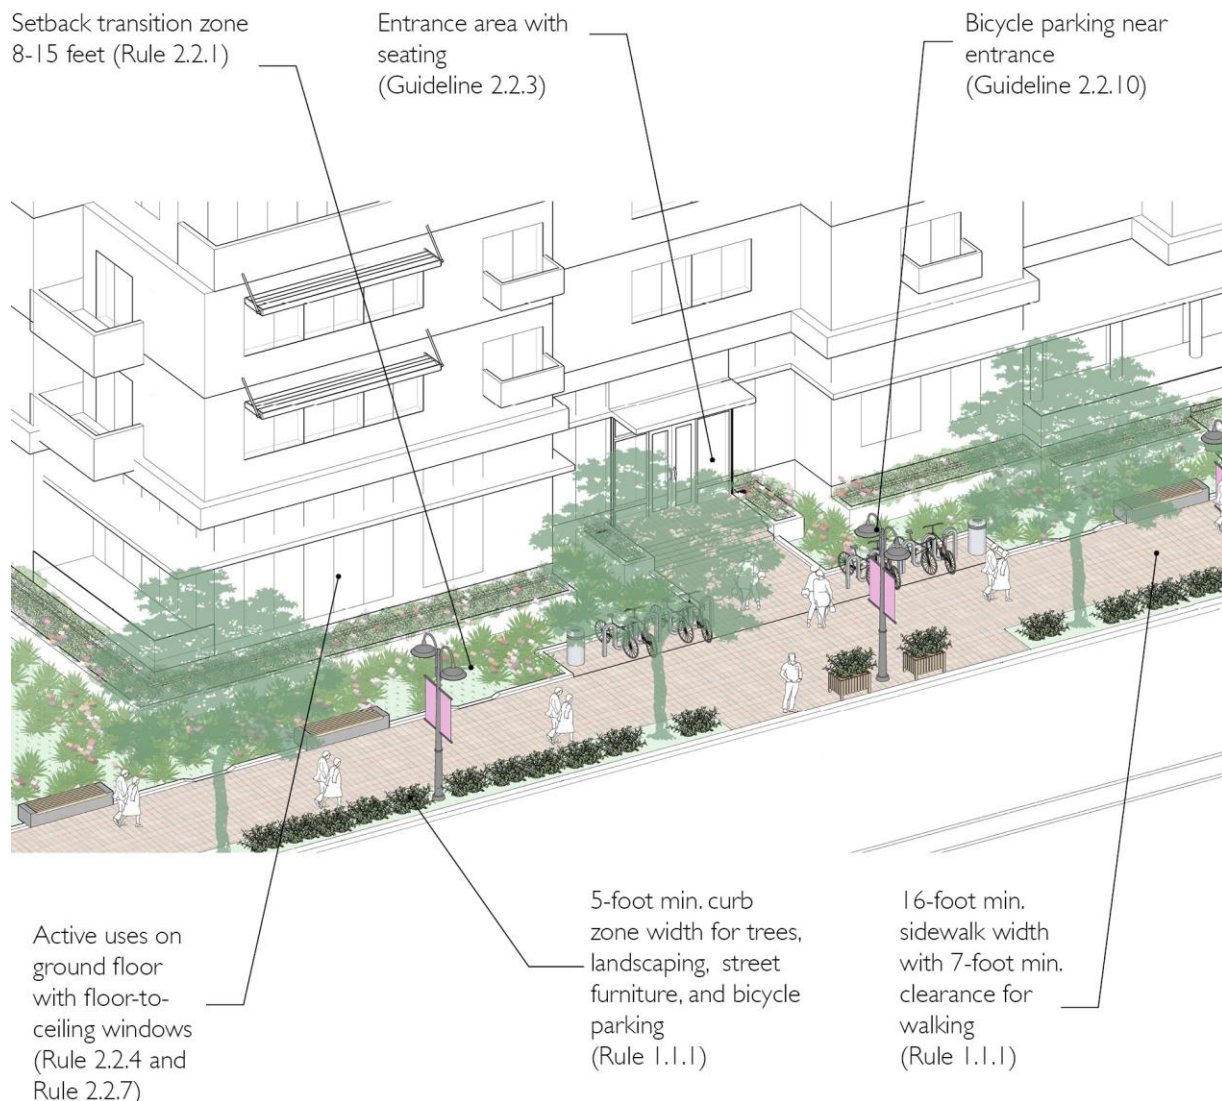 Setback transition zone
8-15 feet (Rule 2.2.1)
Entrance area with
seating
(Guideline 2.2.3)
Bicycle parking near
entrance
(Guideline 2.2.10)
Active uses on
ground floor
with floor-to-
ceiling windows
(Rule 2.2.4 and
Rule 2.2.7)
5-foot min. curb
zone width for trees,
landscaping, street
furniture, and bicycle
parking
(Rule 1.1.1)
16-foot min.
sidewalk width
with 7-foot min.
clearance for
walking
(Rule 1.1.1)